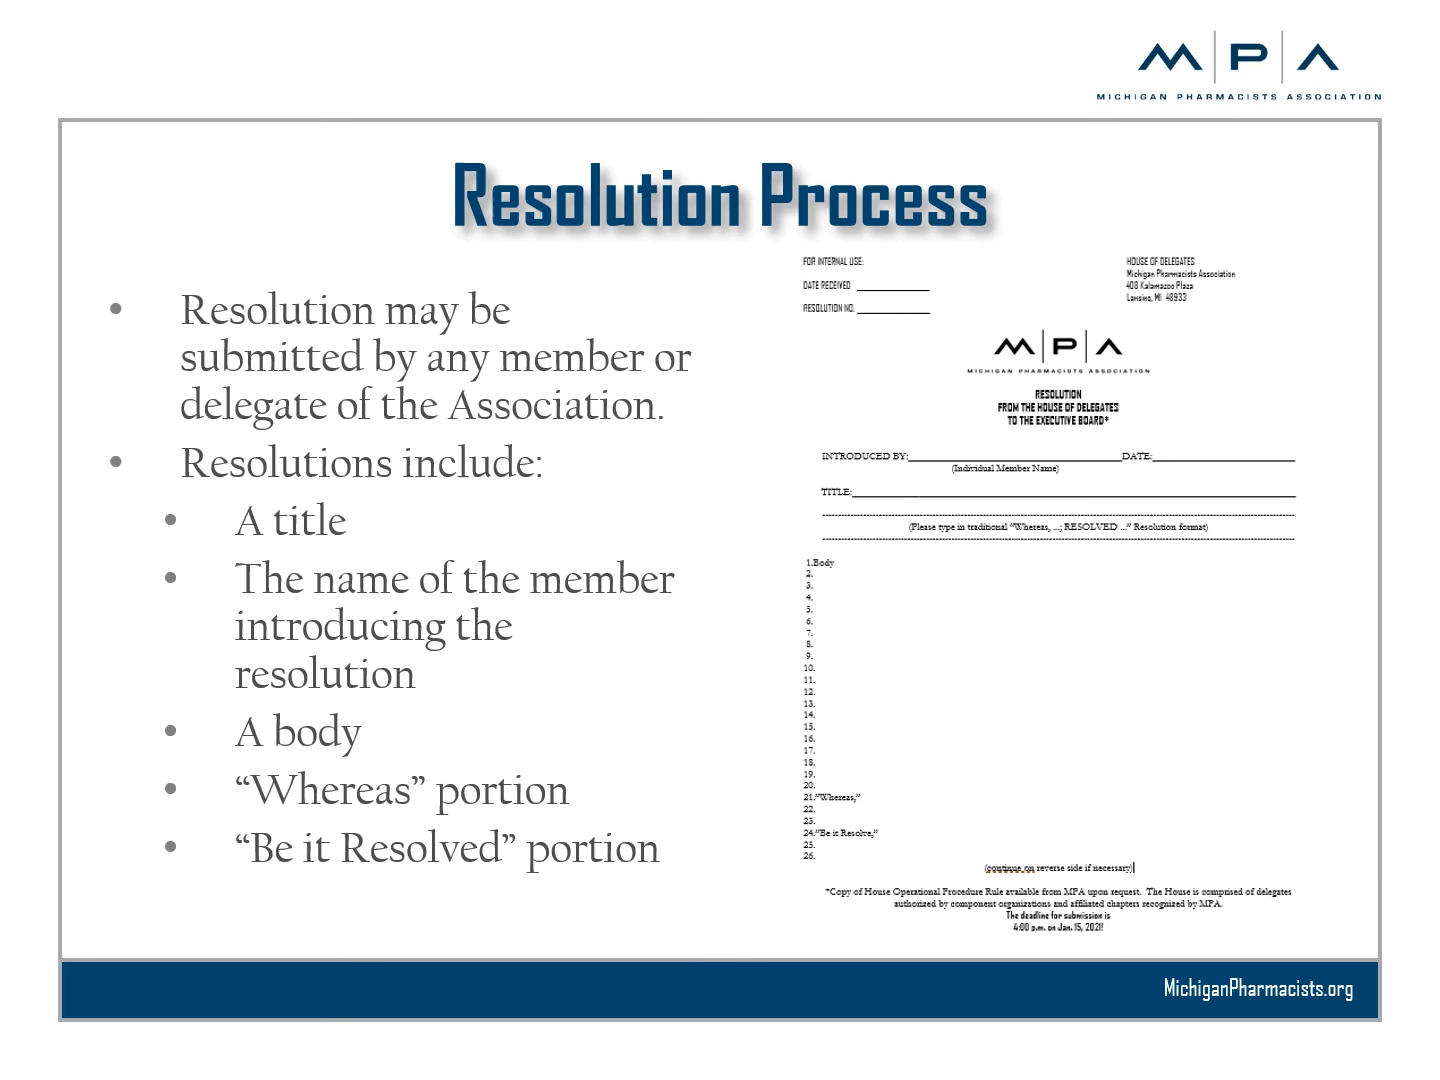 MPA
MICHIGAN PHARMACISTS ASSOCIATION
Resolution Process
• Resolution may be
submitted by any member or
delegate of the Association.
• Resolutions include:
• A title
• The name of the member
introducing the
resolution
• A body
• “Whereas” portion
• “Be it Resolved” portion
FOR INTERNAL USE:
DATE RECEIVED
RESOLUTION NO.
HOUSE OF DELEGATES
Michigan Pharmacists Association
408 Kalamazoo Plaza
Lansing, MI 48933
MPA
MICHIGAN PHARMACISTS ASSOCIATION
RESOLUTION
FROM THE HOUSE OF DELEGATES
TO THE EXECUTIVE BOARD*
INTRODUCED BY: DATE:
(Individual Member Name)
TITLE:
(Please type in traditional “Whereas, ...; RESOLVED ...” Resolution format)
1.Body
2.
3.
4.
5.
6.
7.
8.
9.
10.
11.
12.
13.
14.
15.
16.
17.
18.
19.
20.
21.”Whereas,”
22.
23.
24.”Be it Resolve,”
25.
26.
(continue on reverse side if necessary)
*Copy of House Operational Procedure Rule available from MPA upon request. The House is comprised of delegates
authorized by component organizations and affiliated chapters recognized by MPA.
The deadline for submission is
4:00 p.m. on Jan. 15, 2021!
MichiganPharmacists.org